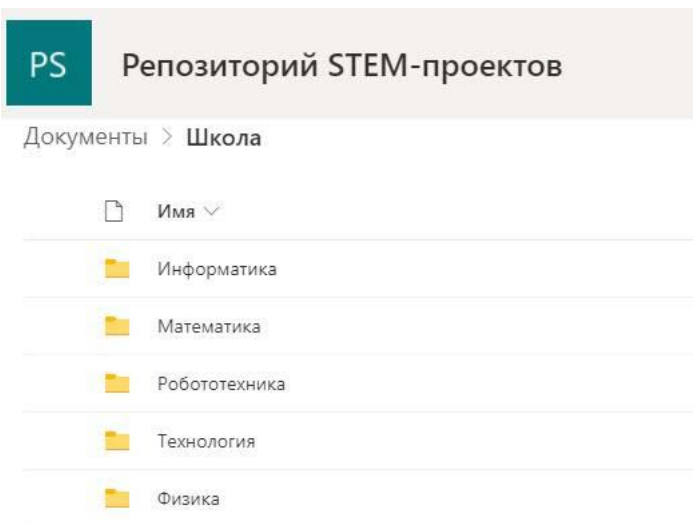 PS Репозиторий STEM-проектов
Документы > Школа
Имя
Информатика
Математика
Робототехника
Технология
Физика